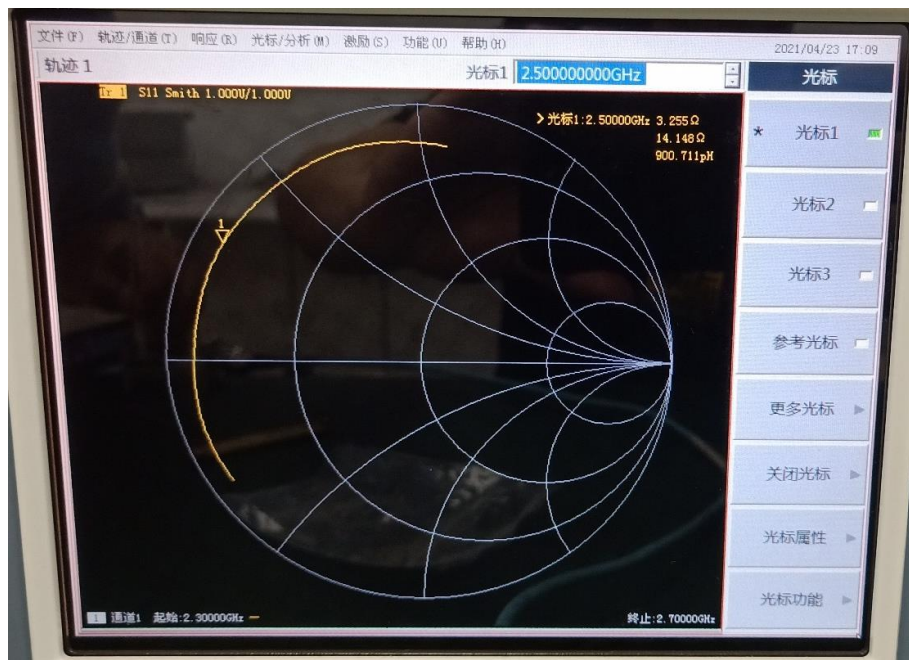 文件(F) 轨迹/通道(T) 响应(R) 光标/分析(M) 激励(S) 功能(U) 帮助(H)
2021/04/23 17:09
轨迹 1
光标1 2.500000000GHz
光标
Tr 1 S11 Smith 1.000U/1.000U
>光标1:2.50000GHz 3.255Ω
14.148Ω
900.711pH
1
* 光标1
光标2
光标3
参考光标
更多光标
关闭光标
光标属性
光标功能
1 通道1 起始:2.30000GHz
终止:2.70000GHz